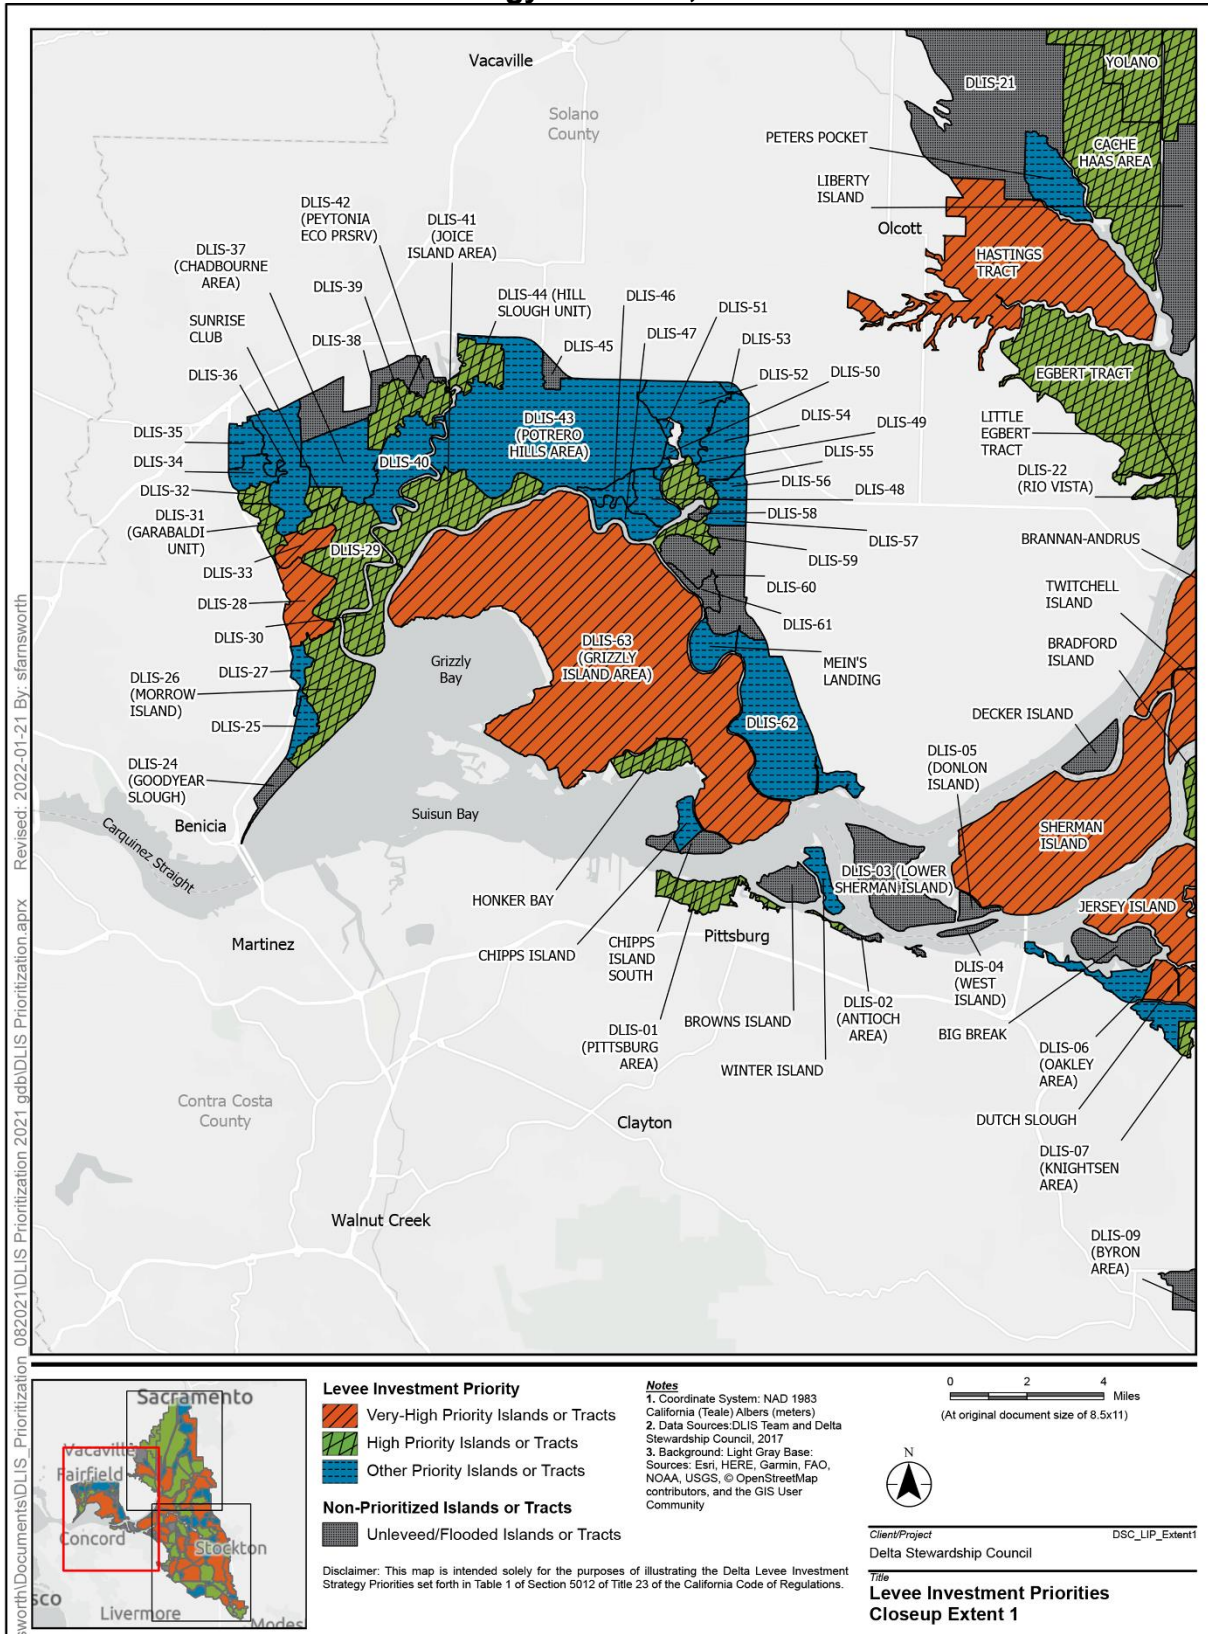 Vacaville
Solano
County
DLIS-21
YOLANO
PETERS POCKET
CACHE
HAAS AREA
LIBERTY
ISLAND
Olcott
HASTINGS
TRACT
DLIS-42
(PEYTONIA
ECO PRSRV)
DLIS-41
(JOICE
ISLAND AREA)
DLIS-37
(CHADBOURNE
AREA)
DLIS-39
DLIS-44 (HILL
SLOUGH UNIT)
DLIS-46
DLIS-47
DLIS-51
SUNRISE
CLUB
DLIS-38
DLIS-45
DLIS-53
DLIS-36
DLIS-52
DLIS-50
EGBERT TRACT
DLIS-43
(POTRERO
HILLS AREA)
DLIS-54
DLIS-49
LITTLE
EGBERT
TRACT
DLIS-35
DLIS-34
DLIS-40
DLIS-55
DLIS-56
DLIS-22
(RIO VISTA)
DLIS-32
DLIS-48
DLIS-31
(GARABALDI
UNIT)
DLIS-58
DLIS-57
DLIS-29
BRANNAN-ANDRUS
DLIS-33
DLIS-59
DLIS-28
DLIS-60
TWITCHELL
ISLAND
DLIS-30
DLIS-61
DLIS-63
(GRIZZLY
ISLAND AREA)
BRADFORD
ISLAND
Grizzly
Bay
MEIN'S
LANDING
DLIS-27
DLIS-26
(MORROW
ISLAND)
DLIS-25
DLIS-62
DECKER ISLAND
DLIS-24
(GOODYEAR
SLOUGH)
DLIS-05
(DONLON
ISLAND)
Suisun Bay
Benicia
Carquinez Straight
SHERMAN
ISLAND
DLIS-03 (LOWER
SHERMAN ISLAND)
HONKER BAY
JERSEY ISLAND
Martinez
CHIPPS ISLAND
CHIPPS
ISLAND
SOUTH
Pittsburg
DLIS-04
(WEST
ISLAND)
DLIS-02
(ANTIOCH
AREA)
BROWNS ISLAND
DLIS-01
(PITTSBURG
AREA)
BIG BREAK
WINTER ISLAND
DLIS-06
(OAKLEY
AREA)
Contra Costa
County
Clayton
DUTCH SLOUGH
DLIS-07
(KNIGHTSEN
AREA)
Walnut Creek
DLIS-09
(BYRON
AREA)
sworth\Documents\DLIS_Prioritization_082021\DLIS Prioritization 2021 gdb\DLIS Prioritization.aprx Revised: 2022-01-21 By: sfarnsworth
Sacramento
Vacaville
Fairfield
Concord
Stockton
sco
Livermore
Modes
Levee Investment Priority
Very-High Priority Islands or Tracts
High Priority Islands or Tracts
Other Priority Islands or Tracts
Non-Prioritized Islands or Tracts
Unleveed/Flooded Islands or Tracts
Disclaimer: This map is intended solely for the purposes of illustrating the Delta Levee Investment
Strategy Priorities set forth in Table 1 of Section 5012 of Title 23 of the California Code of Regulations.
Notes
1. Coordinate System: NAD 1983
California (Teale) Albers (meters)
2. Data Sources:DLIS Team and Delta
Stewardship Council, 2017
3. Background: Light Gray Base:
Sources: Esri, HERE, Garmin, FAO,
NOAA, USGS, © OpenStreetMap
contributors, and the GIS User
Community
0 2 4
Miles
(At original document size of 8.5x11)
N
Client/Project DSC_LIP_Extent1
Delta Stewardship Council
Title
Levee Investment Priorities
Closeup Extent 1